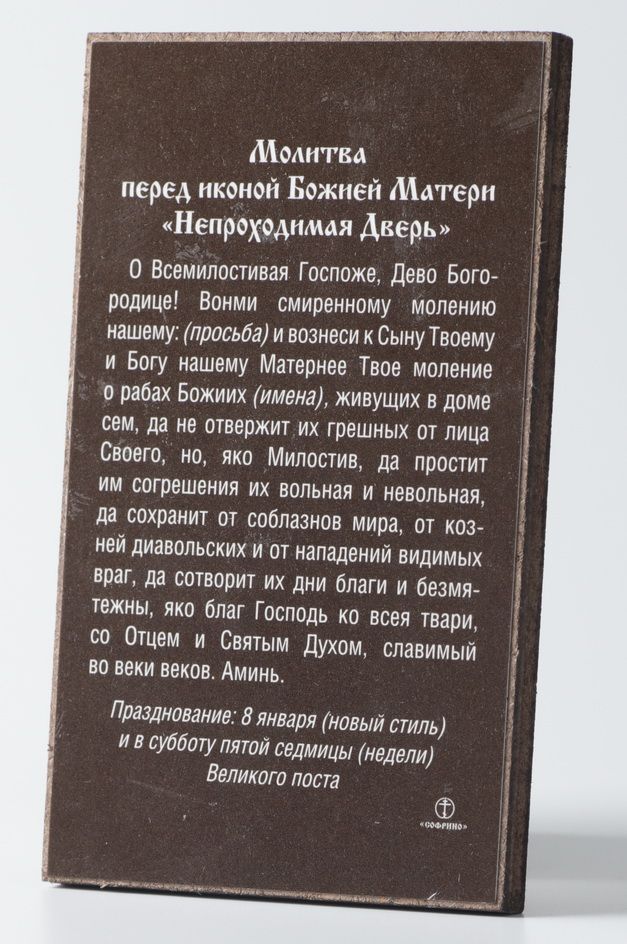 Молитва
перед иконой Божией Матери
«Непроходимая Дверь»
О Всемилостивая Госпоже, Дево Бого-
родице! Вонми смиренному молению
нашему: (просьба) и вознеси к Сыну Твоему
и Богу нашему Матернее Твое моление
о рабах Божиих (имена), живущих в доме
сем, да не отвержит их грешных от лица
Своего, но, яко Милостив, да простит
им согрешения их вольная и невольная,
да сохранит от соблазнов мира, от коз-
ней диавольских и от нападений видимых
враг, да сотворит их дни благи и безмя-
тежны, яко благ Господь ко всея твари,
со Отцем и Святым Духом, славимый
во веки веков. Аминь.
Празднование: 8 января (новый стиль)
и в субботу пятой седмицы (недели)
Великого поста
«СОФРИНО»